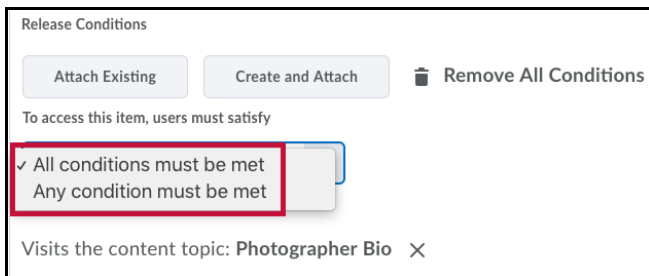 Release Conditions
Attach Existing Create and Attach Remove All Conditions
To access this item, users must satisfy
✓ All conditions must be met
Any condition must be met
Visits the content topic: Photographer Bio ×